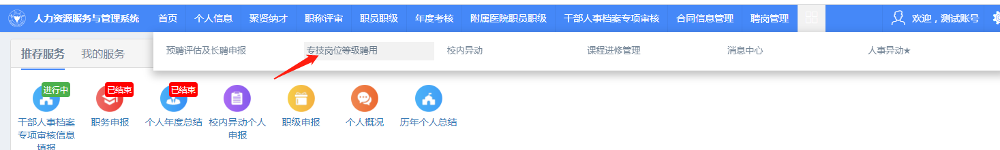 人力资源服务与管理系统 首页 个人信息 聚贤纳才 职称评审 职员职级 年度考核 附属医院职员职级 干部人事档案专项审核 合同信息管理 聘岗管理 欢迎，测试账号
推荐服务 我的服务
预聘评估及长聘申报 专技岗位等级聘用 校内异动 课程进修管理 消息中心 人事异动★
进行中 已结束 已结束
干部人事档案 职务申报 个人年度总结 校内异动个人 职级申报 个人概况 历年个人总结
专项审核信息 申报
填报